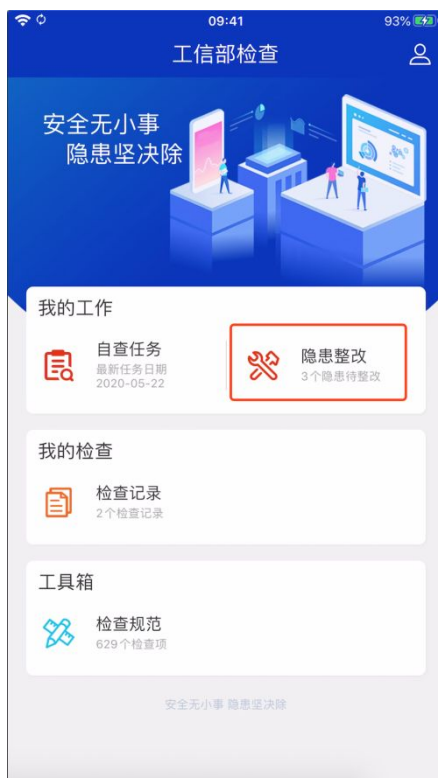 09:41
93%
工信部检查
安全无小事
隐患坚决除
我的工作
自查任务
最新任务日期
2020-05-22
隐患整改
3个隐患待整改
我的检查
检查记录
2个检查记录
工具箱
检查规范
629个检查项
安全无小事 隐患坚决除